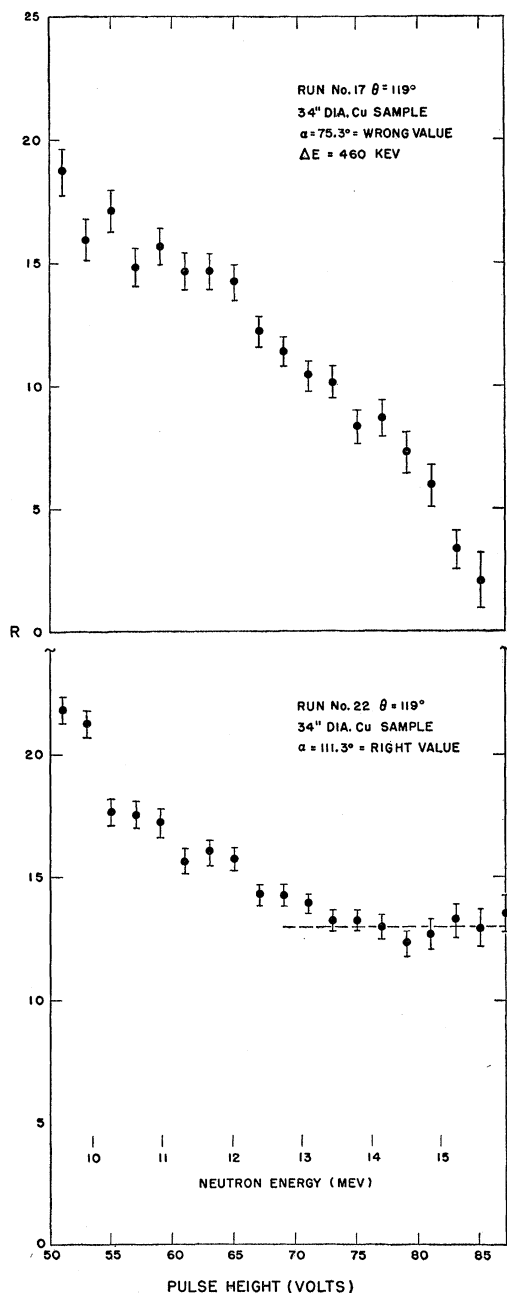 25
RUN No. 17 θ = 119°
34" DIA. Cu SAMPLE
α = 75.3° = WRONG VALUE
ΔE = 460 KEV
20
15
10
5
R
0
RUN No. 22 θ = 119°
34" DIA. Cu SAMPLE
α = 111.3° = RIGHT VALUE
20
15
10
5
10 11 12 13 14 15
NEUTRON ENERGY (MEV)
0
50 55 60 65 70 75 80 85
PULSE HEIGHT (VOLTS)